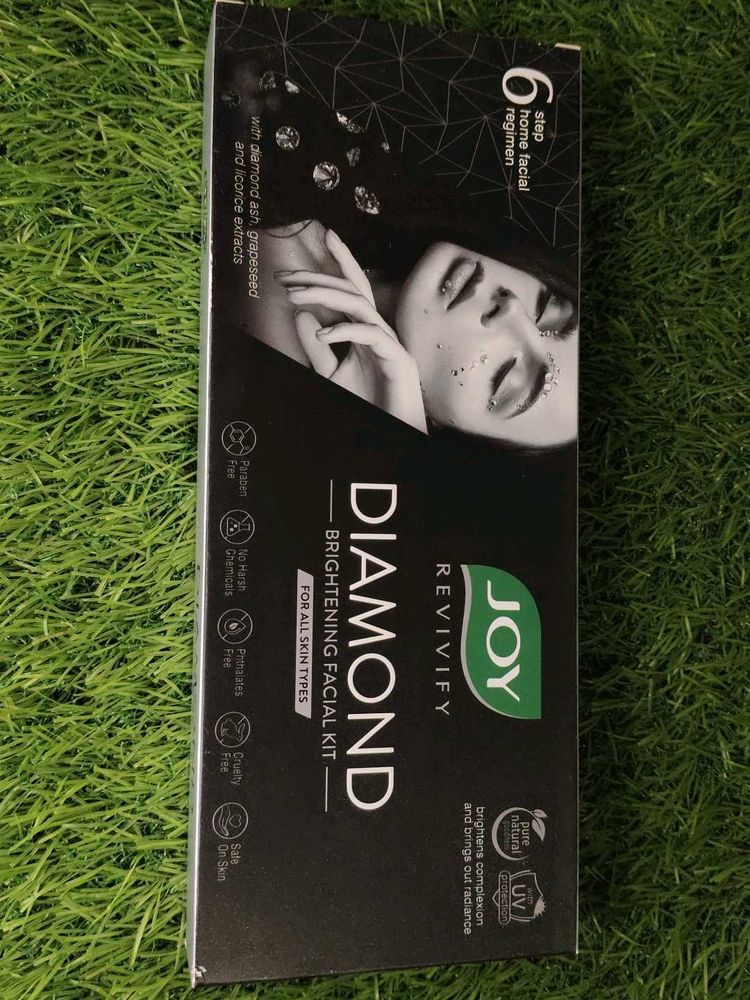 6
step
home facial
regimen
with diamond ash, grapeseed
and licorice extracts
JOY
REVIVIFY
DIAMOND
BRIGHTENING FACIAL KIT
FOR ALL SKIN TYPES
pure
natural
with
UV
protection
brightens complexion
and brings out radiance
Paraben
Free
No Harsh
Chemicals
Phthalates
Free
Cruelty
Free
Safe
On Skin